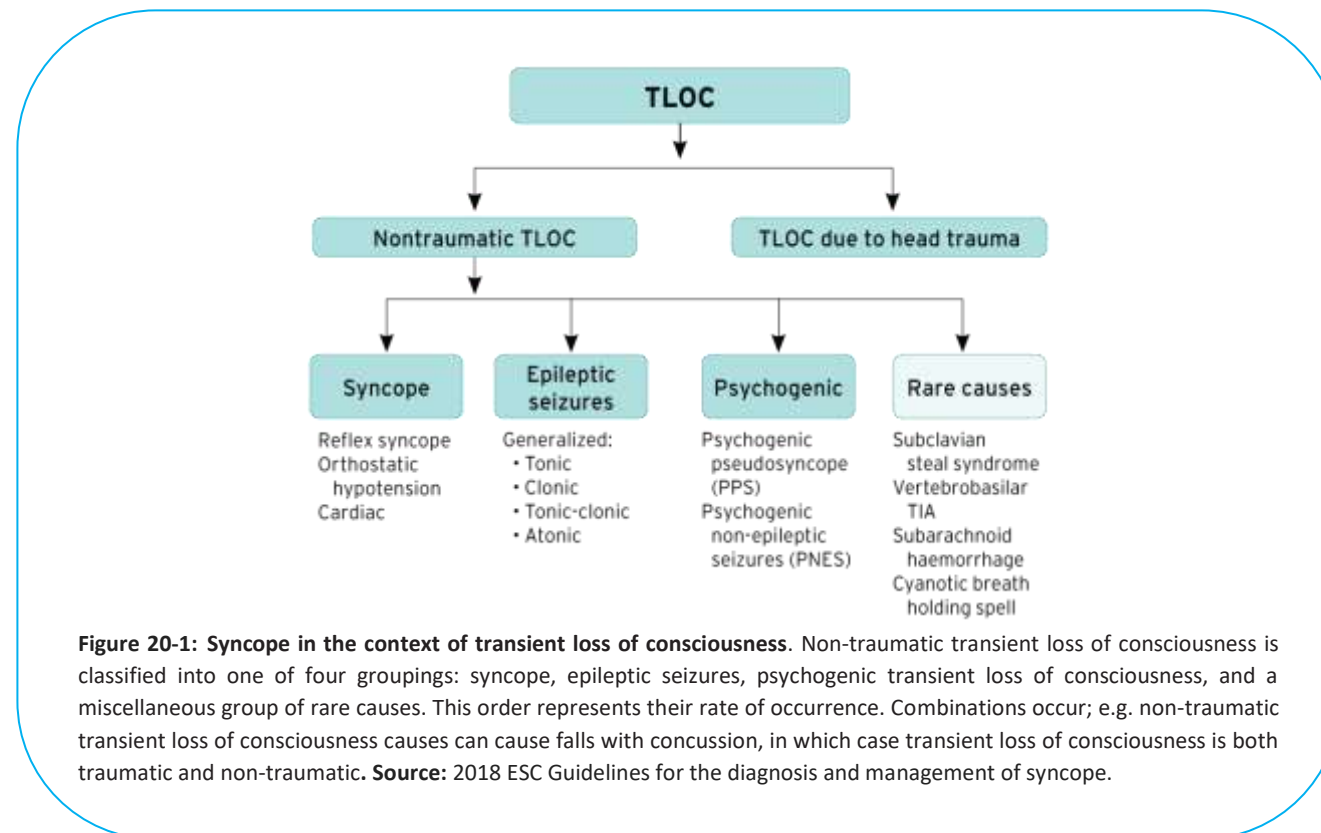 TLOC
Nontraumatic TLOC
TLOC due to head trauma
Syncope
Reflex syncope
Orthostatic
hypotension
Cardiac
Epileptic
seizures
Generalized:
• Tonic
• Clonic
• Tonic-clonic
• Atonic
Psychogenic
Psychogenic
pseudosyncope
(PPS)
Psychogenic
non-epileptic
seizures (PNES)
Rare causes
Subclavian
steal syndrome
Vertebrobasilar
TIA
Subarachnoid
haemorrhage
Cyanotic breath
holding spell
Figure 20-1: Syncope in the context of transient loss of consciousness. Non-traumatic transient loss of consciousness is
classified into one of four groupings: syncope, epileptic seizures, psychogenic transient loss of consciousness, and a
miscellaneous group of rare causes. This order represents their rate of occurrence. Combinations occur; e.g. non-traumatic
transient loss of consciousness causes can cause falls with concussion, in which case transient loss of consciousness is both
traumatic and non-traumatic. Source: 2018 ESC Guidelines for the diagnosis and management of syncope.